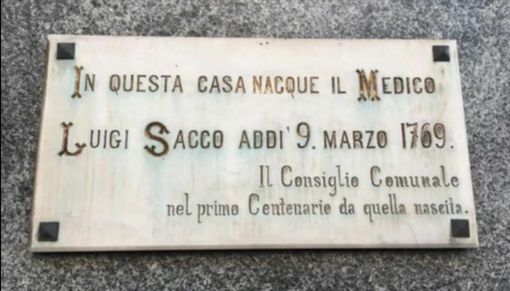 In questa casa nacque il Medico
Luigi Sacco addi' 9. marzo 1769.
Il Consiglio Comunale
nel primo Centenario da quella nascita.